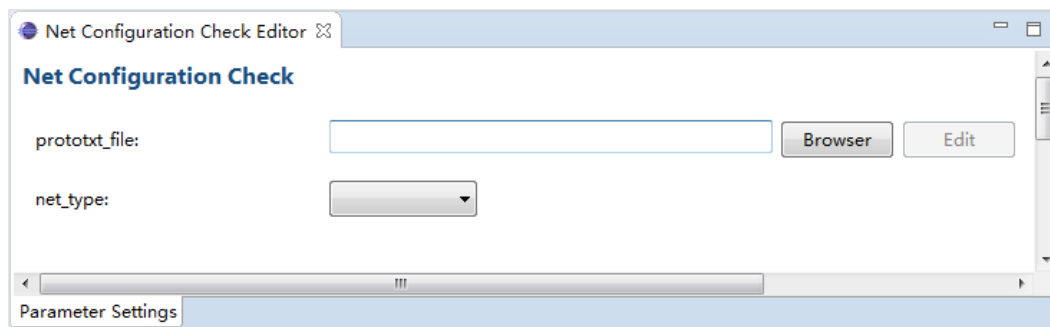 Net Configuration Check Editor
Net Configuration Check
prototxt_file: Browser Edit
net_type:
Parameter Settings